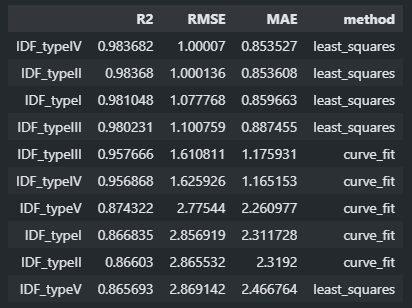 R2 RMSE MAE method
IDF_typeIV 0.983682 1.00007 0.853527 least_squares
IDF_typeII 0.98368 1.000136 0.853608 least_squares
IDF_typeI 0.981048 1.077768 0.859663 least_squares
IDF_typeIII 0.980231 1.100759 0.887455 least_squares
IDF_typeIII 0.957666 1.610811 1.175931 curve_fit
IDF_typeIV 0.956868 1.625926 1.165153 curve_fit
IDF_typeV 0.874322 2.77544 2.260977 curve_fit
IDF_typeI 0.866835 2.856919 2.311728 curve_fit
IDF_typeII 0.86603 2.865532 2.3192 curve_fit
IDF_typeV 0.865693 2.869142 2.466764 least_squares